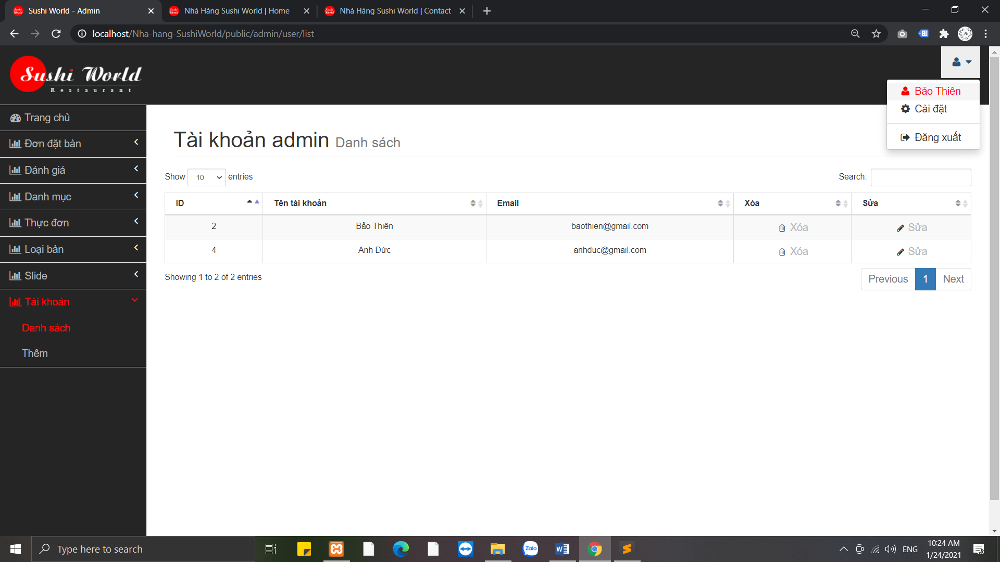 Sushi World - Admin
Nhà Hàng Sushi World | Home
Nhà Hàng Sushi World | Contact
localhost/Nha-hang-SushiWorld/public/admin/user/list
Sushi World
Restaurant
Bảo Thiên
Cài đặt
Đăng xuất
Trang chủ
Đơn đặt bàn
Đánh giá
Danh mục
Thực đơn
Loại bàn
Slide
Tài khoản
Danh sách
Thêm
Tài khoản admin Danh sách
Show 10 entries
Search:
ID Tên tài khoản Email Xóa Sửa
2 Bảo Thiên baothien@gmail.com Xóa Sửa
4 Anh Đức anhduc@gmail.com Xóa Sửa
Showing 1 to 2 of 2 entries
Previous 1 Next
Type here to search
Zalo
ENG
10:24 AM
1/24/2021